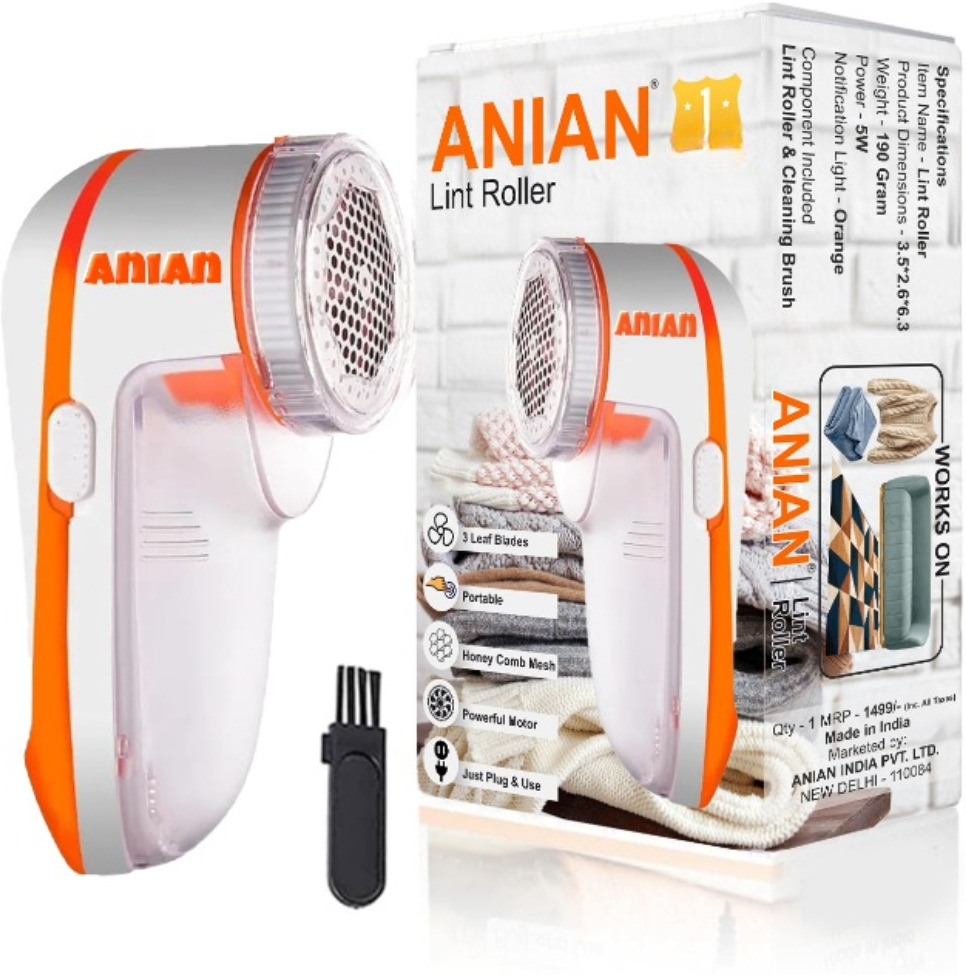 ANIAN
ANIAN®
1
Lint Roller
ANIAN
3 Leaf Blades
Portable
Honey Comb Mesh
Powerful Motor
Just Plug & Use
Specifications
Item Name - Lint Roller
Product Dimensions - 3.5*2.6*6.3
Weight - 190 Gram
Power - 5W
Notification Light - Orange
Component Included
Lint Roller & Cleaning Brush
ANIAN® | Lint Roller
WORKS ON
Qty - 1 MRP - 1499/- (Inc. All Taxes)
Made in India
Marketed by:
ANIAN INDIA PVT. LTD.
NEW DELHI - 110084